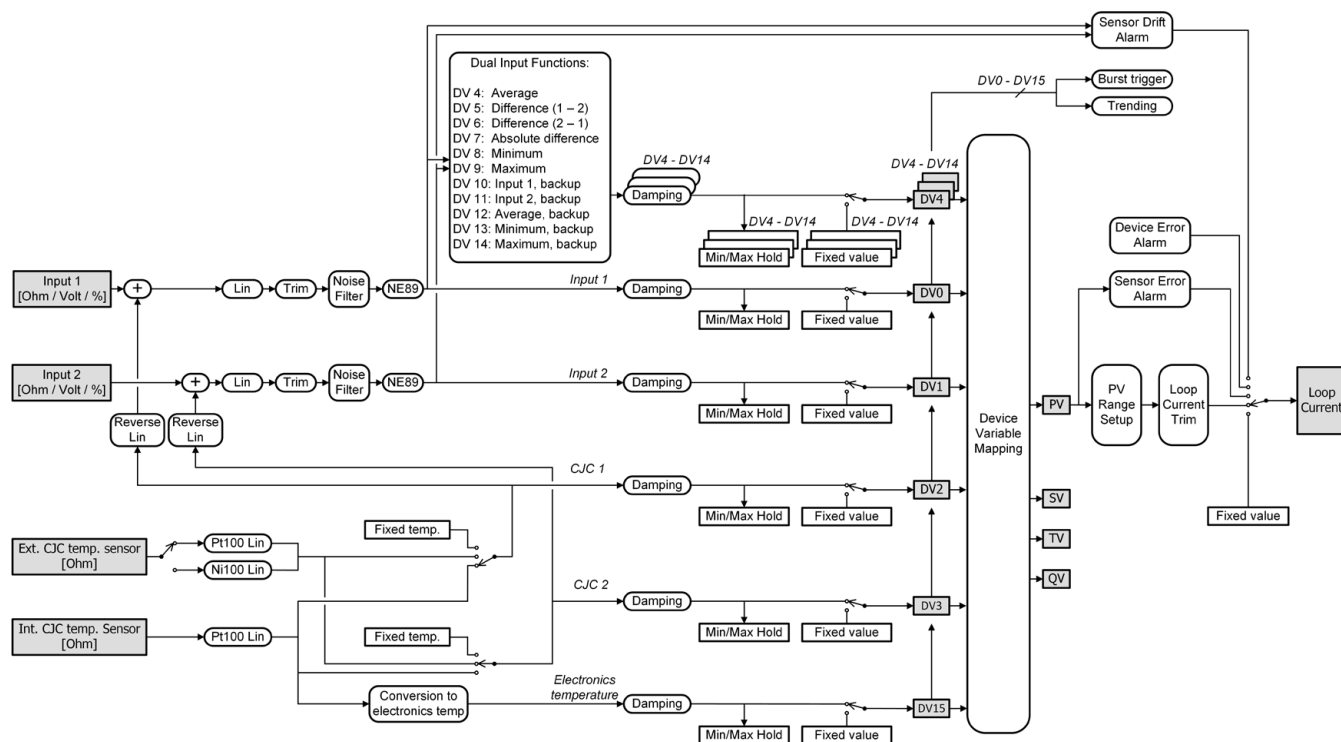 Sensor Drift
Alarm
Dual Input Functions:
DV 4: Average
DV 5: Difference (1 – 2)
DV 6: Difference (2 – 1)
DV 7: Absolute difference
DV 8: Minimum
DV 9: Maximum
DV 10: Input 1, backup
DV 11: Input 2, backup
DV 12: Average, backup
DV 13: Minimum, backup
DV 14: Maximum, backup
DV0 - DV15
Burst trigger
Trending
DV4 - DV14
Damping
DV4 - DV14
DV4
DV4 - DV14
Min/Max Hold
DV4 - DV14
Fixed value
Device Error
Alarm
Sensor Error
Alarm
Input 1
[Ohm / Volt / %]
+
Lin
Trim
Noise
Filter
NE89
Input 1
Damping
Min/Max Hold
Fixed value
DV0
Input 2
[Ohm / Volt / %]
+
Lin
Trim
Noise
Filter
NE89
Input 2
Damping
Min/Max Hold
Fixed value
DV1
Device
Variable
Mapping
PV
PV
Range
Setup
Loop
Current
Trim
Loop
Current
Reverse
Lin
Reverse
Lin
CJC 1
Damping
Min/Max Hold
Fixed value
DV2
SV
TV
QV
Fixed value
Ext. CJC temp. sensor
[Ohm]
Pt100 Lin
Ni100 Lin
Fixed temp.
CJC 2
Damping
Min/Max Hold
Fixed value
DV3
Int. CJC temp. Sensor
[Ohm]
Pt100 Lin
Fixed temp.
Conversion to
electronics temp
Electronics
temperature
Damping
Min/Max Hold
Fixed value
DV15